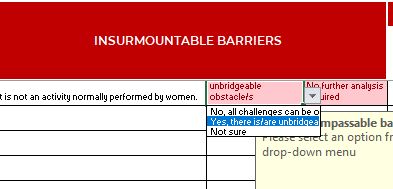 INSURMOUNTABLE BARRIERS
unbridgeable
obstacle/s
No further analysis
uired
t is not an activity normally performed by women.
No, all challenges can be o
Yes, there is/are unbridgea
Not sure
mpassable ba
Please select an option fr
drop-down menu